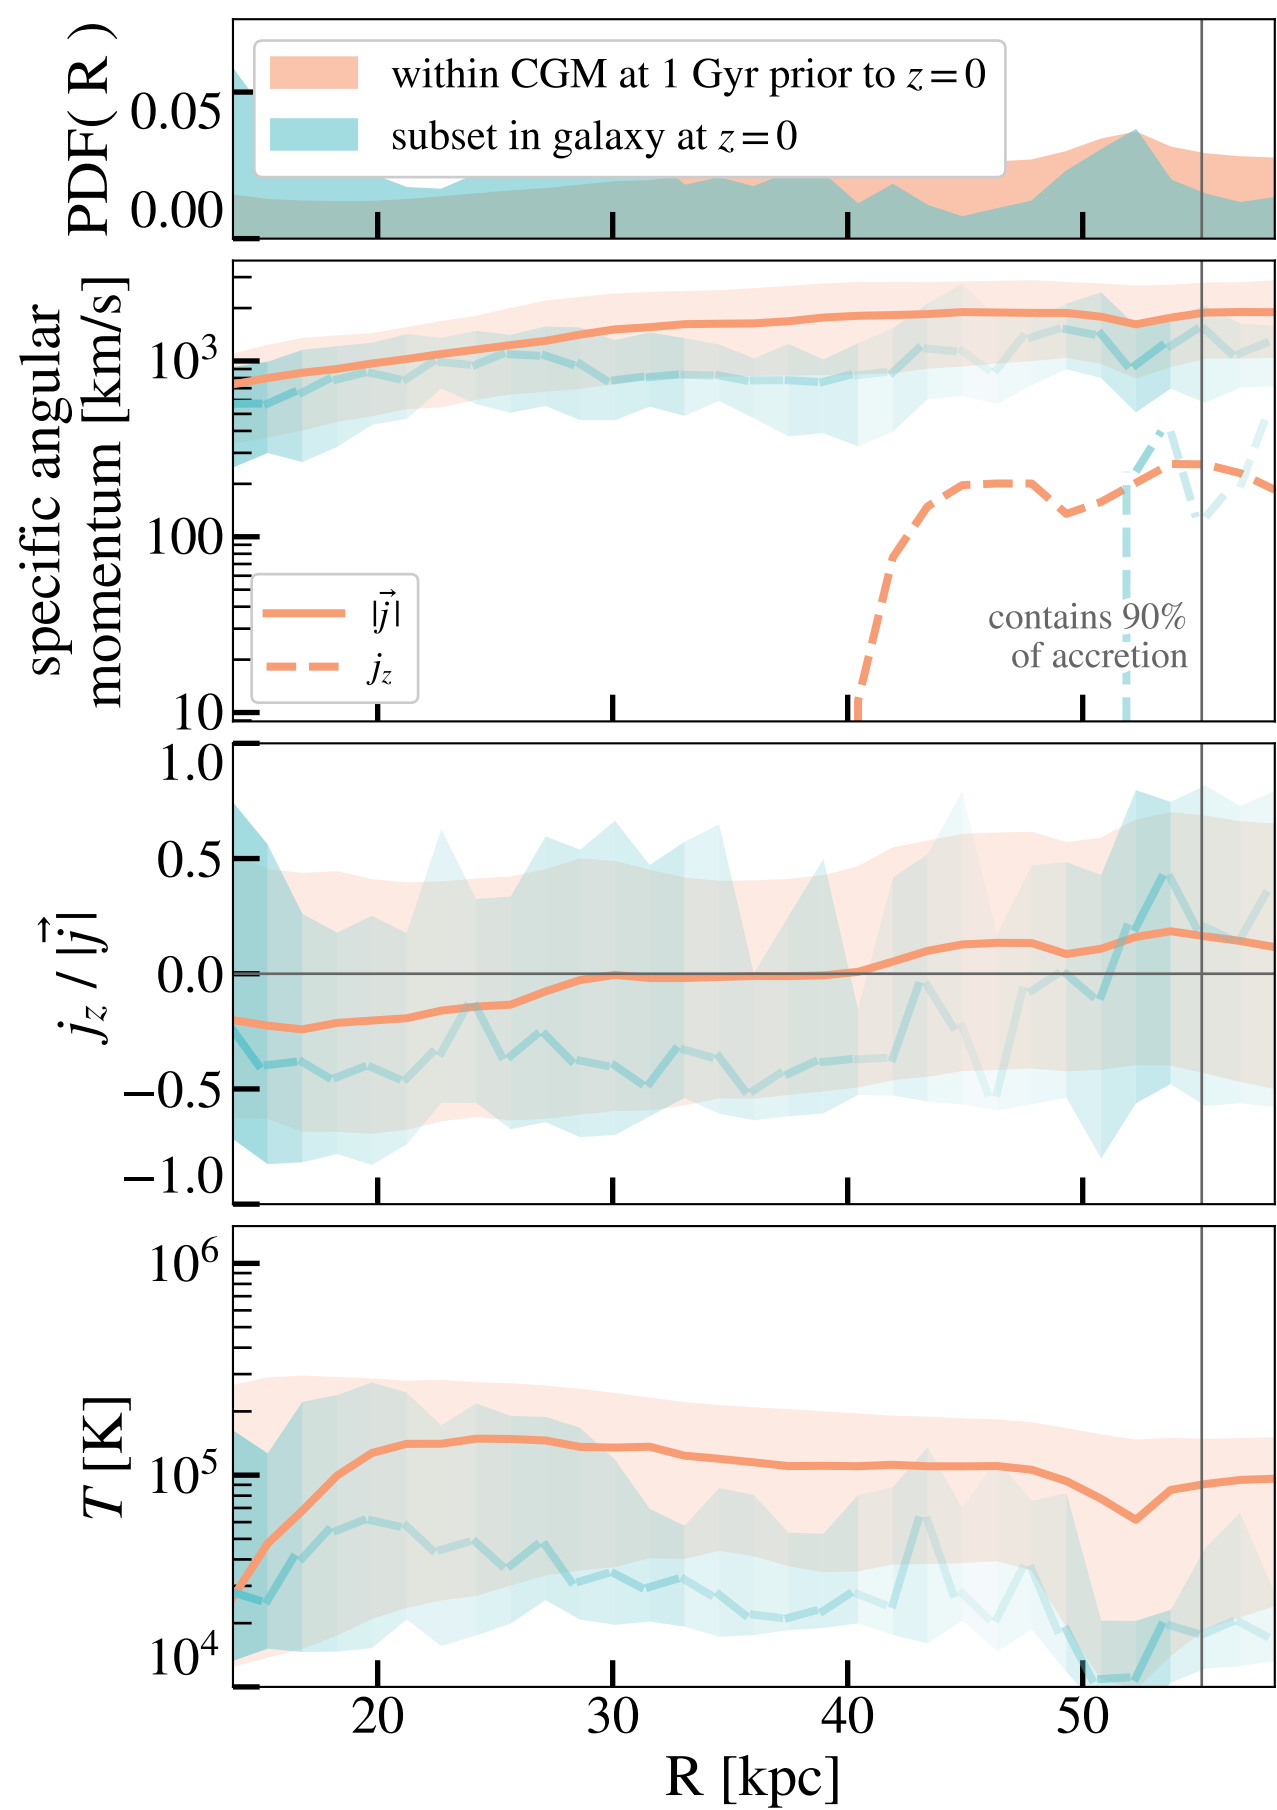 PDF( R )
0.05
0.00
within CGM at 1 Gyr prior to z = 0
subset in galaxy at z = 0
specific angular
momentum [km/s]
10³
100
10
|j⃗|
j_z
contains 90%
of accretion
j_z / |j⃗|
1.0
0.5
0.0
−0.5
−1.0
T [K]
10⁶
10⁵
10⁴
20 30 40 50
R [kpc]